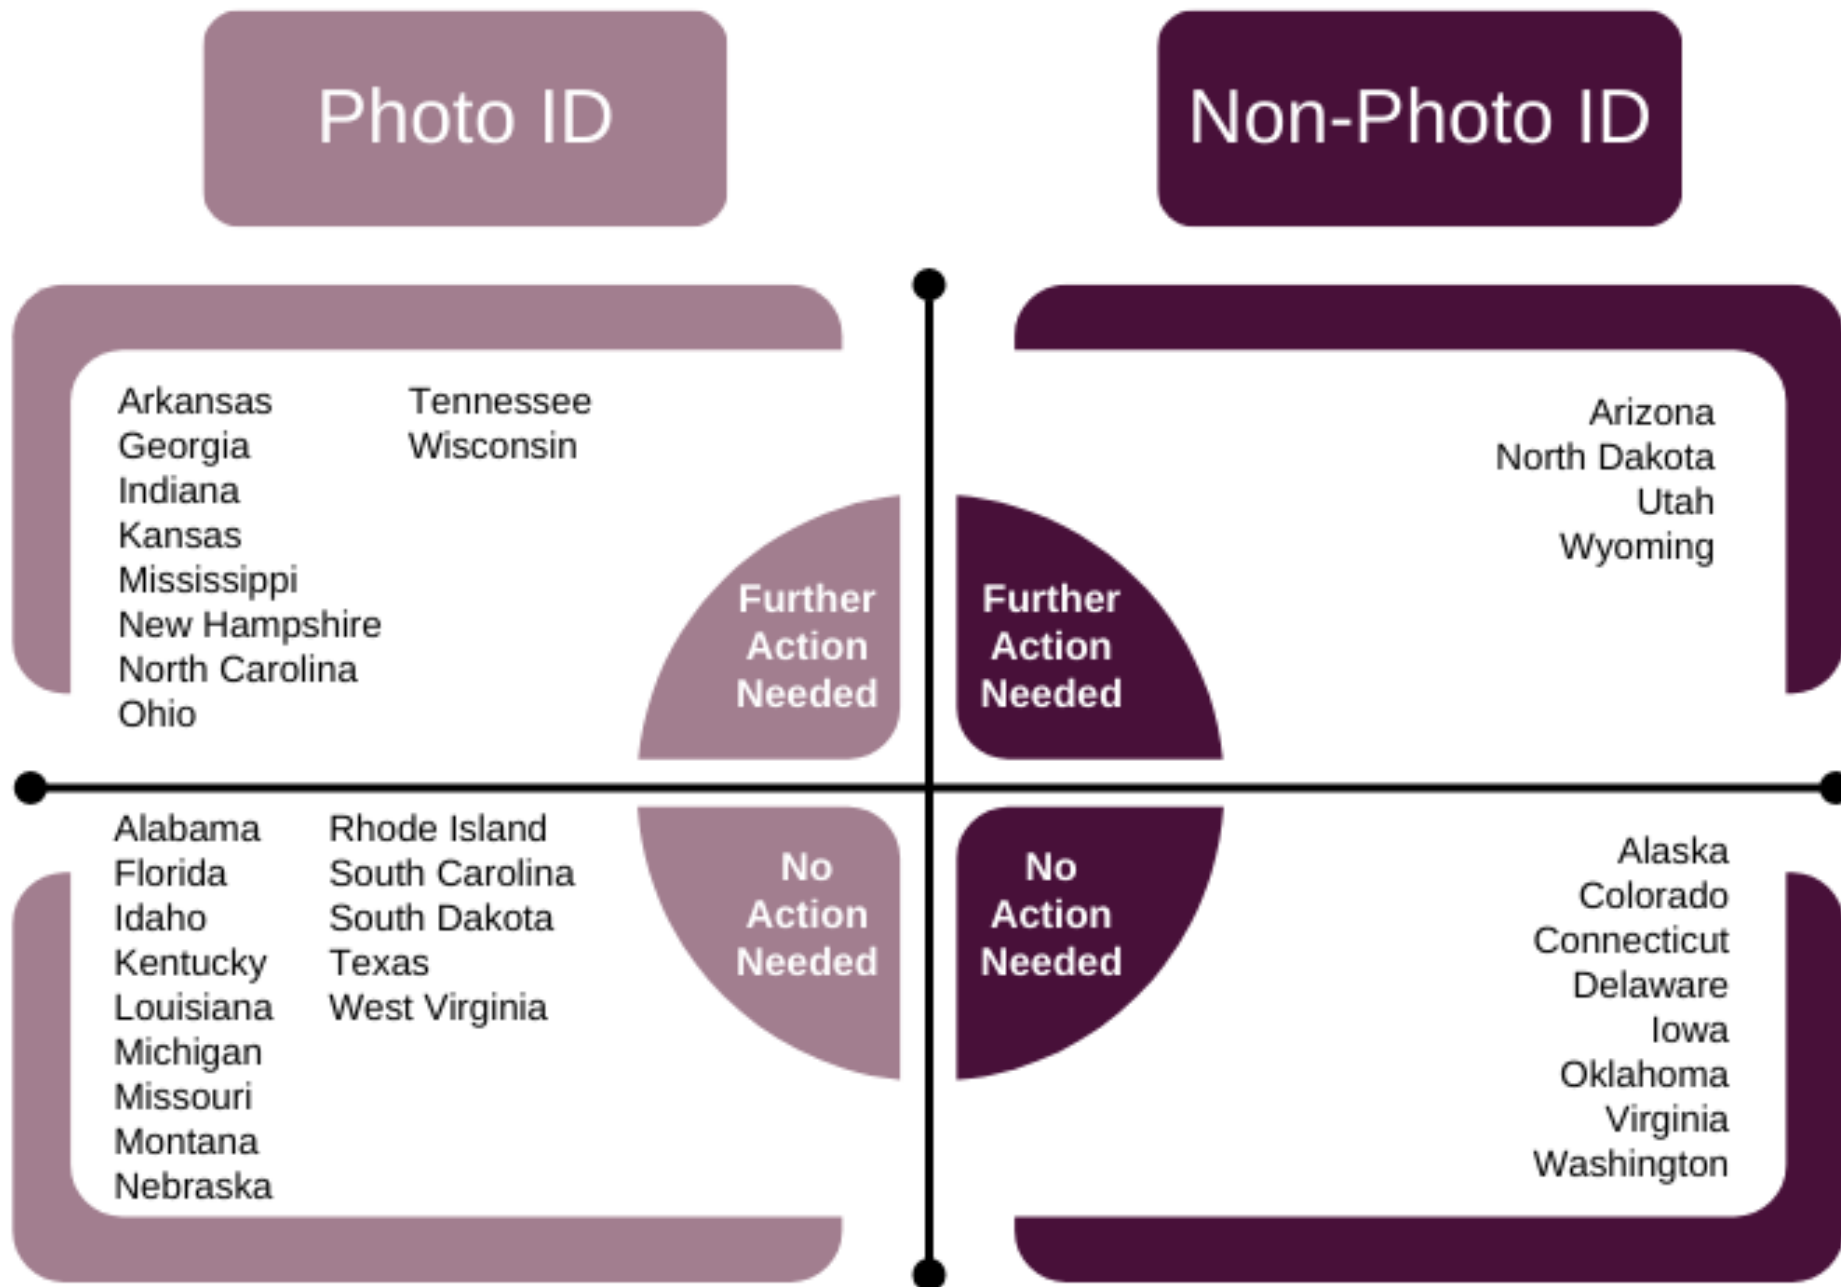 Photo ID
Non-Photo ID
Arkansas
Georgia
Indiana
Kansas
Mississippi
New Hampshire
North Carolina
Ohio
Tennessee
Wisconsin
Further
Action
Needed
Further
Action
Needed
Arizona
North Dakota
Utah
Wyoming
Alabama
Florida
Idaho
Kentucky
Louisiana
Michigan
Missouri
Montana
Nebraska
Rhode Island
South Carolina
South Dakota
Texas
West Virginia
No
Action
Needed
No
Action
Needed
Alaska
Colorado
Connecticut
Delaware
Iowa
Oklahoma
Virginia
Washington